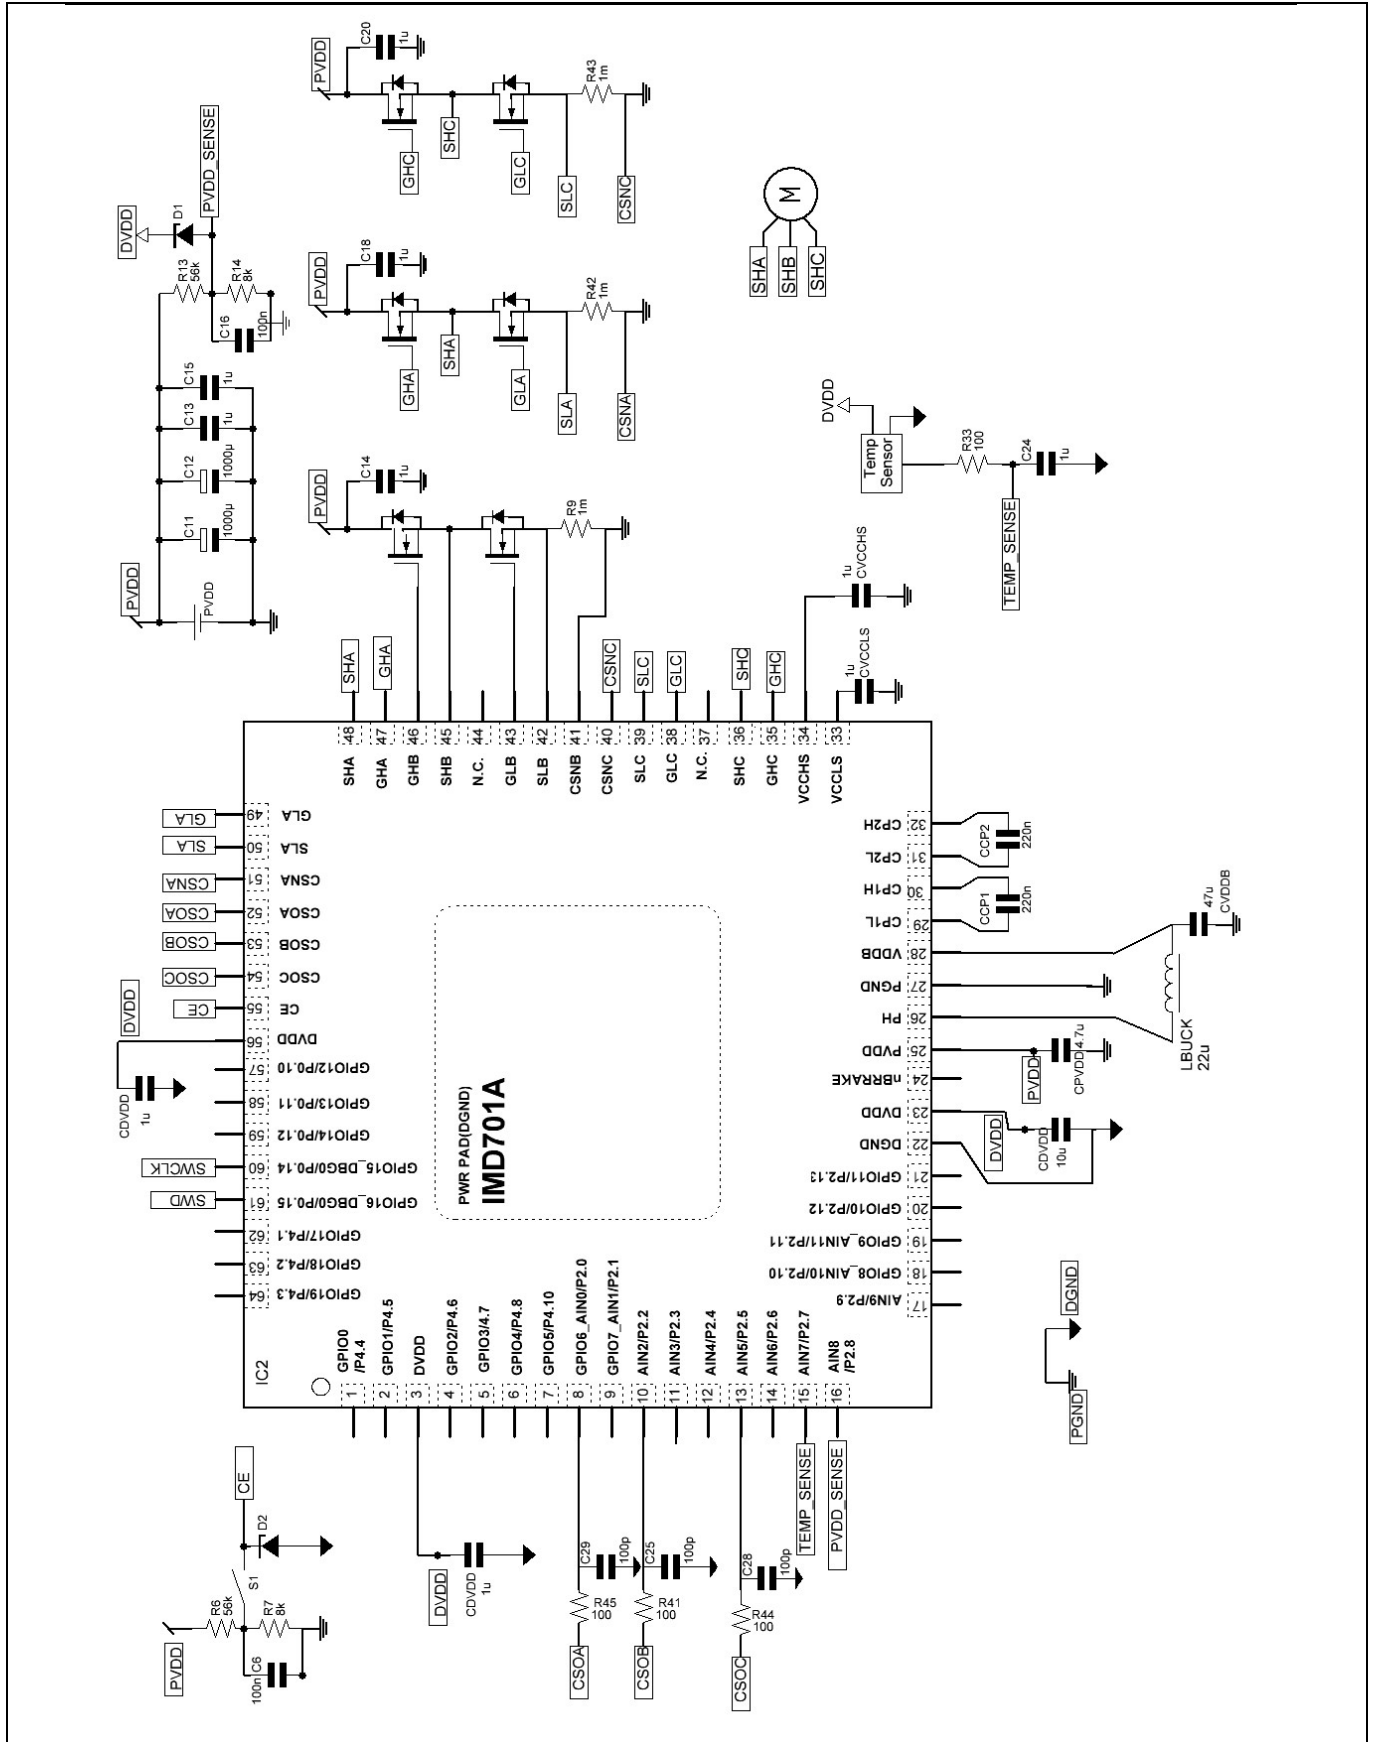 PVDD
C20
1u
GHC
SHC
GLC
SLC
R43
1m
CSNC
DVDD
D1
PVDD_SENSE
R13
56k
R14
8k
C16
100n
C15
1u
C13
1u
C12
1000µ
C11
1000µ
PVDD
PVDD
PVDD
C18
1u
GHA
SHA
GLA
SLA
R42
1m
CSNA
PVDD
C14
1u
R9
1m
M
SHA
SHB
SHC
DVDD
Temp
Sensor
R33
100
C24
1u
TEMP_SENSE
1u
CVCCHS
1u
CVCCLS
SHA
GHA
CSNC
SLC
GLC
SHC
GHC
48
47
46
45
44
43
42
41
40
39
38
37
36
35
34
33
SHA
GHA
GHB
SHB
N.C.
GLB
SLB
CSNB
CSNC
SLC
GLC
N.C.
SHC
GHC
VCCHS
VCCLS
GLA
49
GLA
SLA
50
SLA
CSNA
51
CSNA
CSOA
52
CSOA
CSOB
53
CSOB
CSOC
54
CSOC
CE
55
CE
DVDD
CDVDD
1u
56
DVDD
57
GPIO12/P0.10
58
GPIO13/P0.11
59
GPIO14/P0.12
SWCLK
60
GPIO15_DBG0/P0.14
SWD
61
GPIO16_DBG0/P0.15
62
GPIO17/P4.1
63
GPIO18/P4.2
64
GPIO19/P4.3
PWR PAD(DGND)
IMD701A
IC2
CP2H
32
CP2L
31
CCP2
220n
CP1H
30
CP1L
29
CCP1
220n
VDDB
28
47u
CVDDB
PGND
27
PH
26
LBUCK
22u
PVDD
25
PVDD
CPVDD 4.7u
nBRRAKE
24
DVDD
23
DVDD
CDVDD
10u
DGND
22
GPIO11/P2.13
21
GPIO10/P2.12
20
GPIO9_AIN11/P2.11
19
GPIO8_AIN10/P2.10
18
AIN9/P2.9
17
GPIO0
/P4.4
GPIO1/P4.5
DVDD
GPIO2/P4.6
GPIO3/4.7
GPIO4/P4.8
GPIO5/P4.10
GPIO6_AIN0/P2.0
GPIO7_AIN1/P2.1
AIN2/P2.2
AIN3/P2.3
AIN4/P2.4
AIN5/P2.5
AIN6/P2.6
AIN7/P2.7
AIN8
/P2.8
1
2
3
4
5
6
7
8
9
10
11
12
13
14
15
16
DGND
PGND
CE
D2
S1
R6
56k
R7
8k
PVDD
C6
100n
DVDD
CDVDD
1u
C29
100p
R45
100
CSOA
C25
100p
R41
100
CSOB
C28
100p
R44
100
CSOC
TEMP_SENSE
PVDD_SENSE